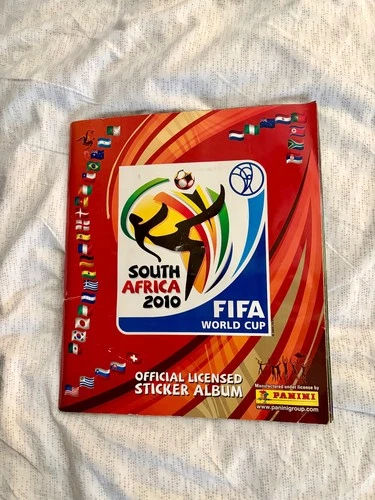 SOUTH
AFRICA
2010
FIFA
WORLD CUP
OFFICIAL LICENSED
STICKER ALBUM
Manufactured under license by
PANINI
www.paninigroup.com